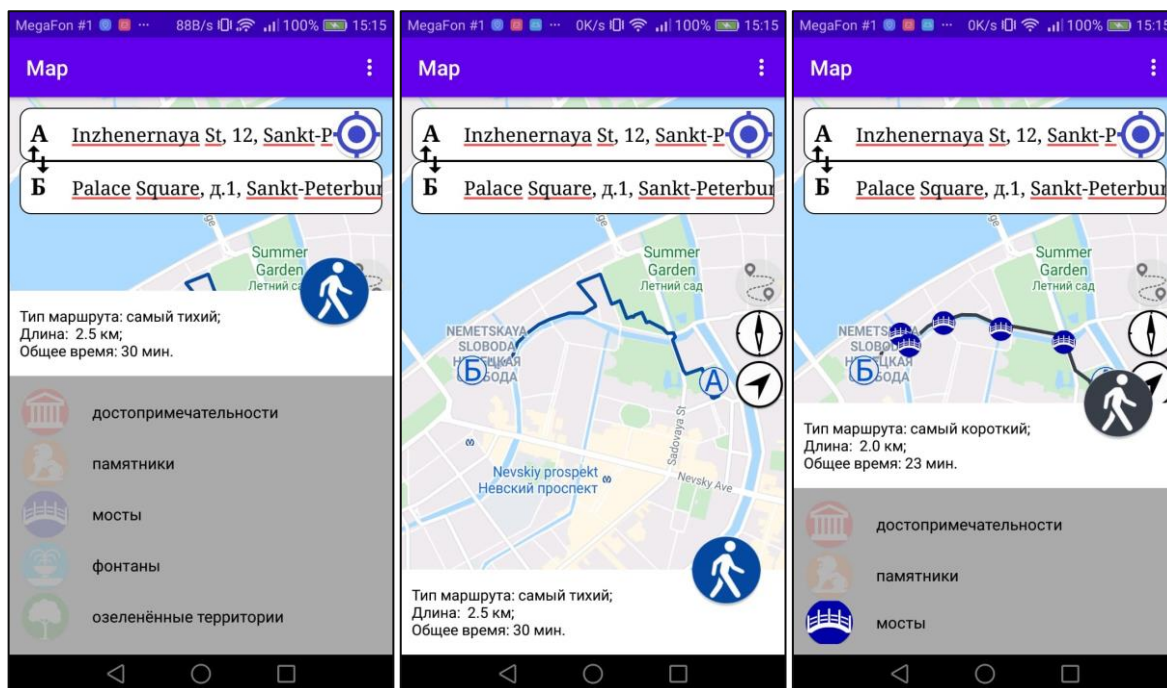 MegaFon #1 ... 88B/s 100% 15:15
Map
А Inzhenernaya St, 12, Sankt-P
Б Palace Square, д.1, Sankt-Peterbur
Summer
Garden
Летний са
Тип маршрута: самый тихий;
Длина: 2.5 км;
Общее время: 30 мин.
достопримечательности
памятники
мосты
фонтаны
озеленённые территории
MegaFon #1 ... 0K/s 100% 15:15
Map
А Inzhenernaya St, 12, Sankt-P
Б Palace Square, д.1, Sankt-Peterbur
Summer
Garden
Летний сад
NEMETSKAYA
SLOBODA
Б
А
Sadovaya St
Nevskiy prospekt
Невский проспект
Nevsky Ave
Тип маршрута: самый тихий;
Длина: 2.5 км;
Общее время: 30 мин.
MegaFon #1 ... 0K/s 100% 15:15
Map
А Inzhenernaya St, 12, Sankt-P
Б Palace Square, д.1, Sankt-Peterbur
Summer
Garden
Летний сад
Б
Тип маршрута: самый короткий;
Длина: 2.0 км;
Общее время: 23 мин.
достопримечательности
памятники
мосты